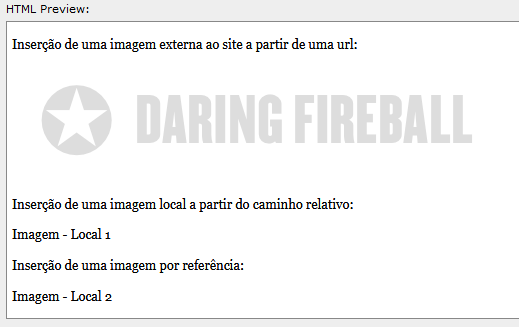 HTML Preview:
Inserção de uma imagem externa ao site a partir de uma url:
DARING FIREBALL
Inserção de uma imagem local a partir do caminho relativo:
Imagem - Local 1
Inserção de uma imagem por referência:
Imagem - Local 2